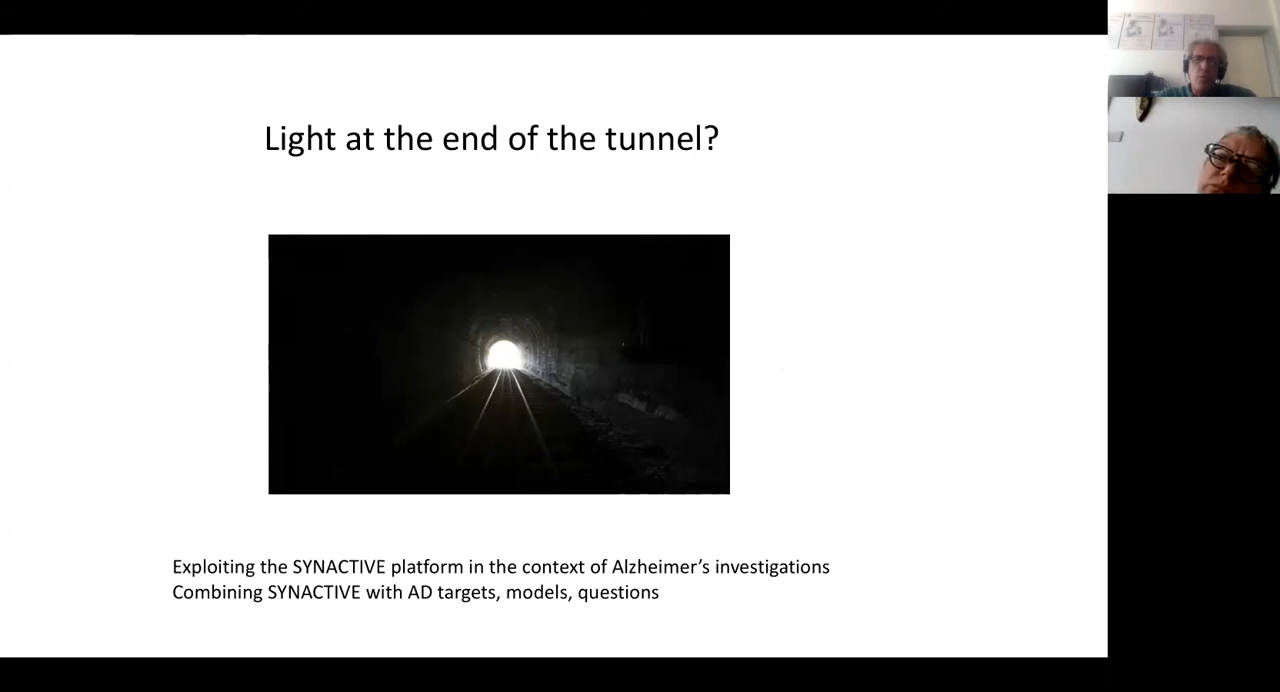 Light at the end of the tunnel?
Exploiting the SYNACTIVE platform in the context of Alzheimer’s investigations
Combining SYNACTIVE with AD targets, models, questions